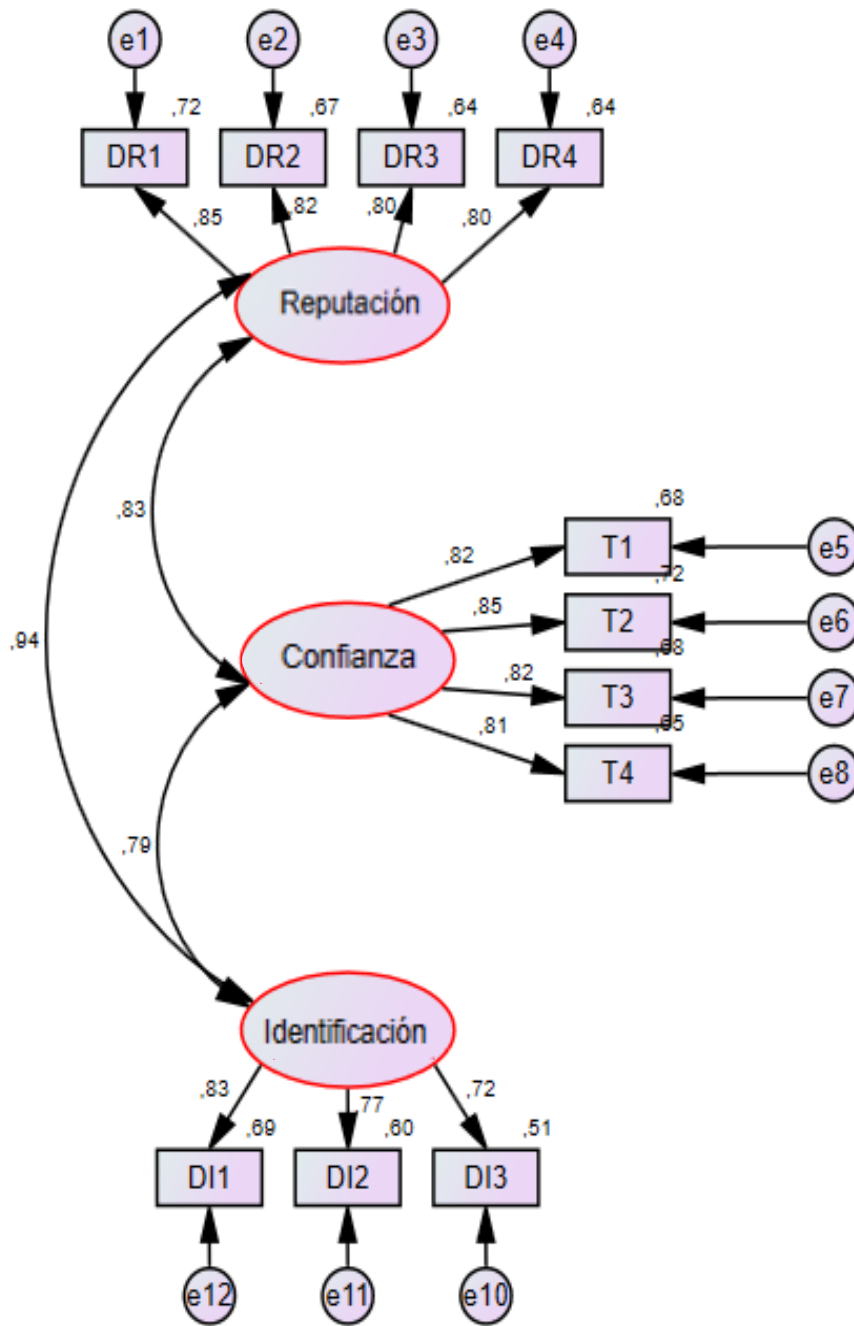 e1 e2 e3 e4
,72 ,67 ,64 ,64
DR1 DR2 DR3 DR4
,85 ,82 ,80 ,80
Reputación
,83
,94
,68
T1 e5
,82
,72
T2 e6
,85
,68
T3 e7
,82
,65
T4 e8
,81
Confianza
,79
Identificación
,83 ,77 ,72
,69 ,60 ,51
DI1 DI2 DI3
e12 e11 e10